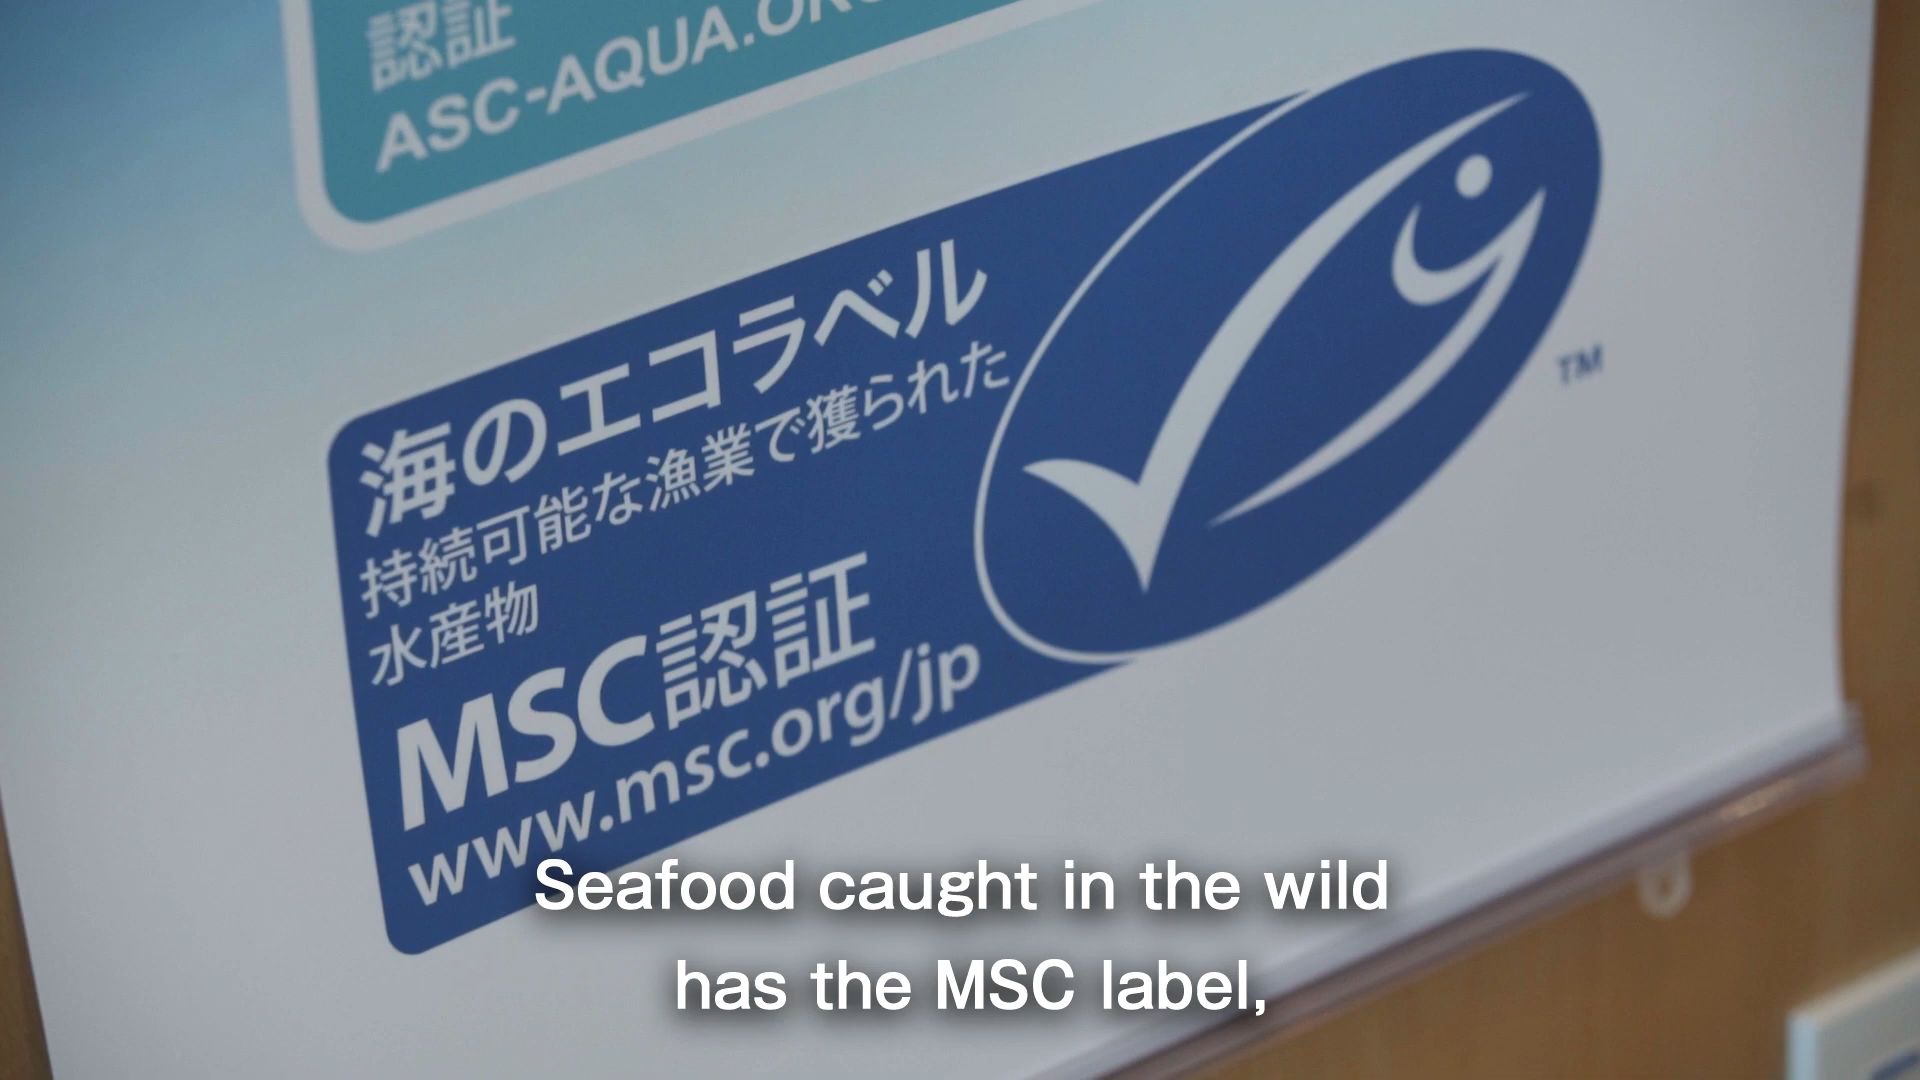 認証
ASC-AQUA.ORG
海のエコラベル
持続可能な漁業で獲られた
水産物
MSC認証
www.msc.org/jp
TM
Seafood caught in the wild
has the MSC label,